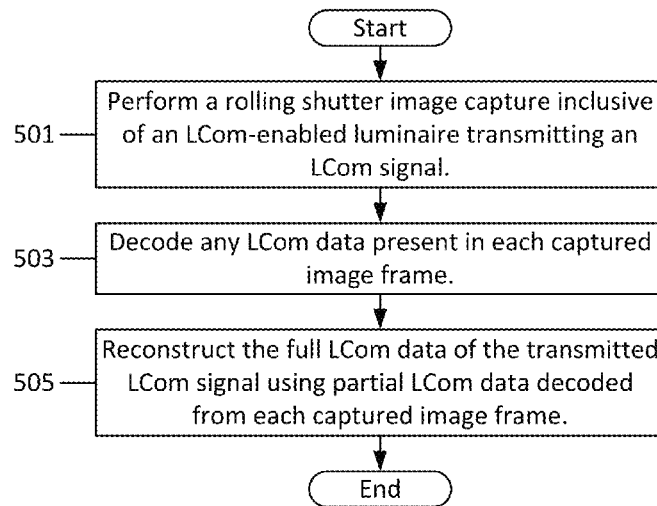 Start
Perform a rolling shutter image capture inclusive
501
of an LCom-enabled luminaire transmitting an
LCom signal.
503
Decode any LCom data present in each captured
image frame.
Reconstruct the full LCom data of the transmitted
505
LCom signal using partial LCom data decoded
from each captured image frame.
End